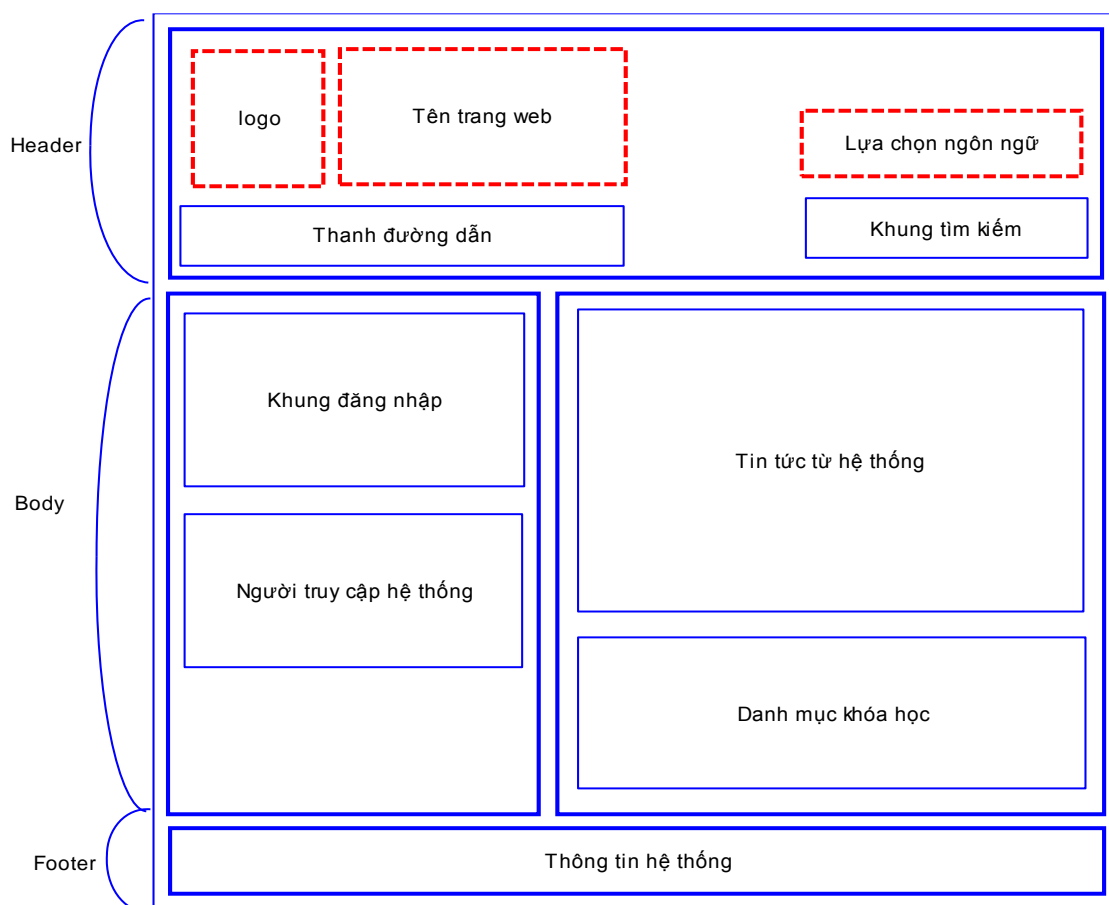 Header
logo
Tên trang web
Lựa chọn ngôn ngữ
Thanh đường dẫn
Khung tìm kiếm
Body
Khung đăng nhập
Người truy cập hệ thống
Tin tức từ hệ thống
Danh mục khóa học
Footer
Thông tin hệ thống